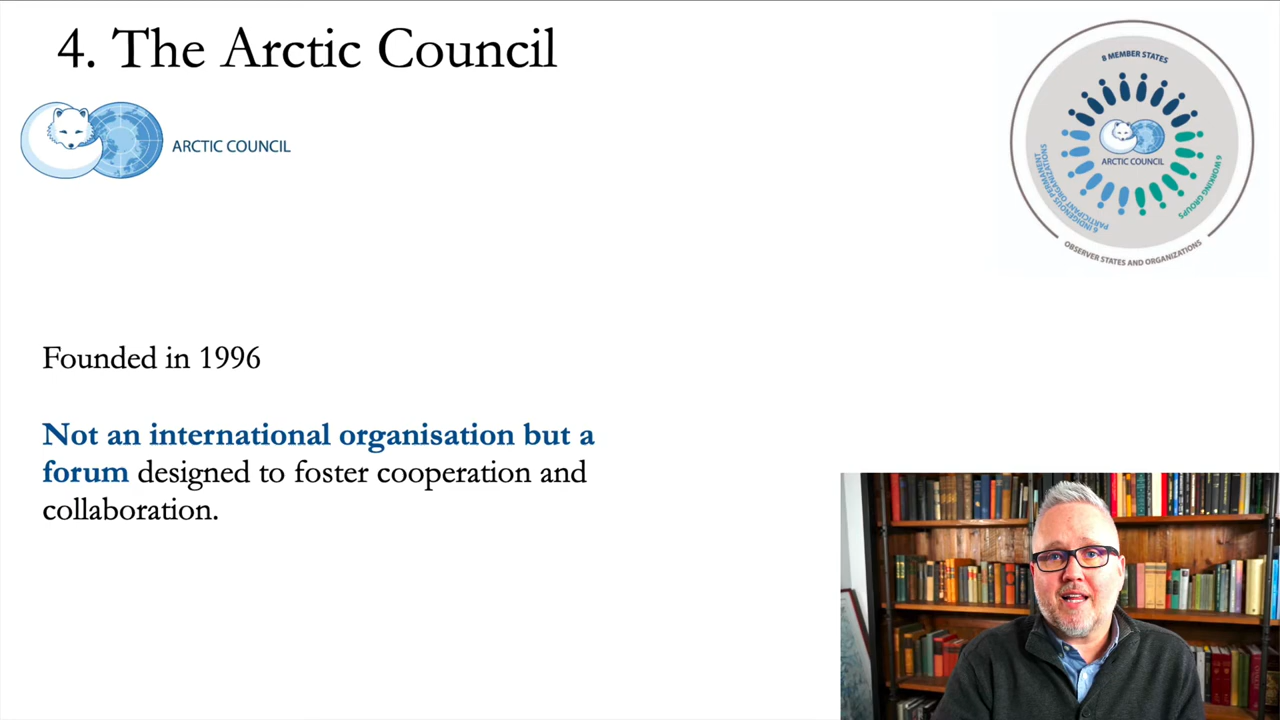 4. The Arctic Council
ARCTIC COUNCIL
8 MEMBER STATES
ARCTIC COUNCIL
6 WORKING GROUPS
6 INDIGENOUS PERMANENT
PARTICIPANT ORGANIZATIONS
OBSERVER STATES AND ORGANIZATIONS
Founded in 1996
Not an international organisation but a
forum designed to foster cooperation and
collaboration.